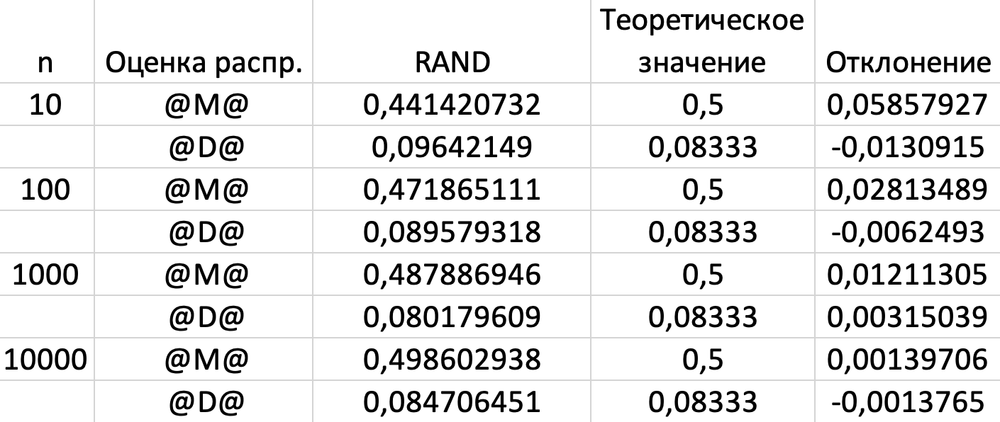 n Оценка распр. RAND Теоретическое значение Отклонение
10 @M@ 0,441420732 0,5 0,05857927
@D@ 0,09642149 0,08333 -0,0130915
100 @M@ 0,471865111 0,5 0,02813489
@D@ 0,089579318 0,08333 -0,0062493
1000 @M@ 0,487886946 0,5 0,01211305
@D@ 0,080179609 0,08333 0,00315039
10000 @M@ 0,498602938 0,5 0,00139706
@D@ 0,084706451 0,08333 -0,0013765